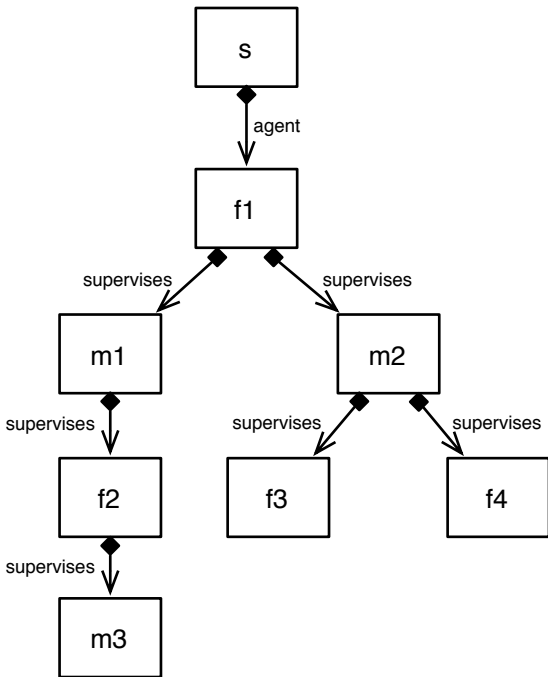 s
agent
f1
supervises
supervises
m1
m2
supervises
supervises
supervises
f2
f3
f4
supervises
m3